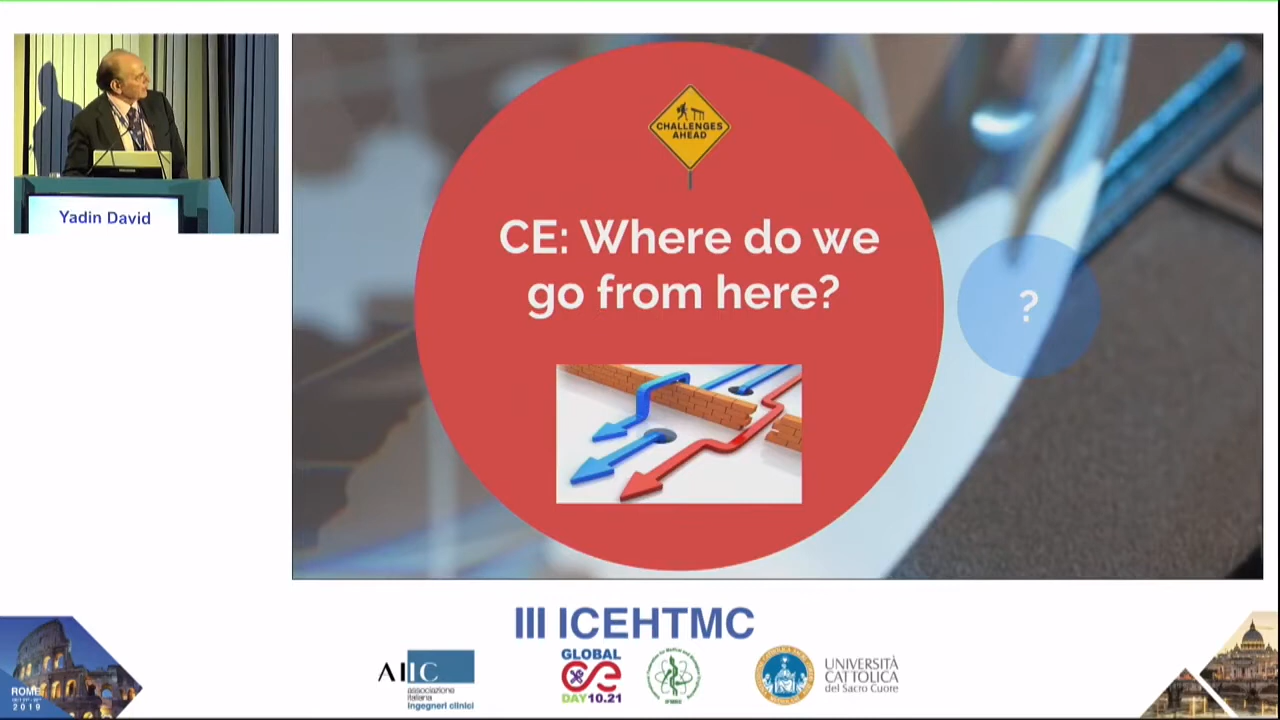 Yadin David
CHALLENGES
AHEAD
CE: Where do we
go from here?
?
III ICEHTMC
ROME
2019
AIIC
associazione
italiana
ingegneri clinici
GLOBAL
CE
DAY 10.21
UNIVERSITÀ
CATTOLICA
del Sacro Cuore